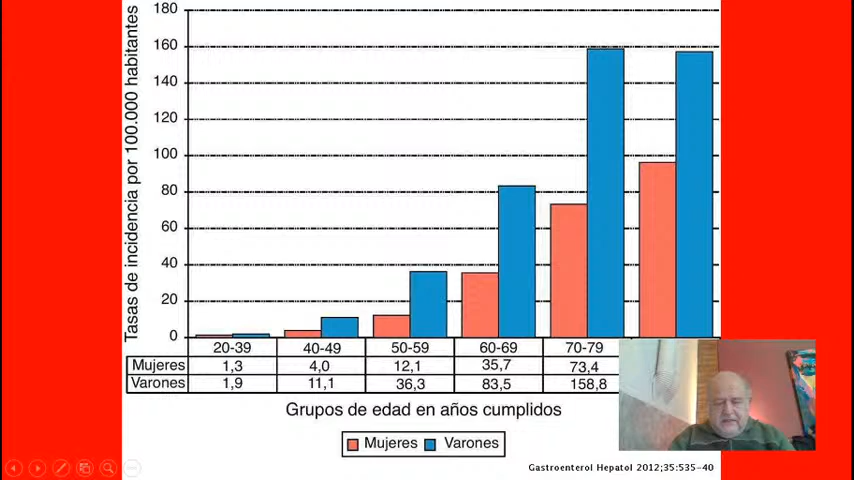 Tasas de incidencia por 100.000 habitantes
180
160
140
120
100
80
60
40
20
0
20-39 40-49 50-59 60-69 70-79
Mujeres 1,3 4,0 12,1 35,7 73,4
Varones 1,9 11,1 36,3 83,5 158,8
Grupos de edad en años cumplidos
Mujeres Varones
Gastroenterol Hepatol 2012;35:535-40